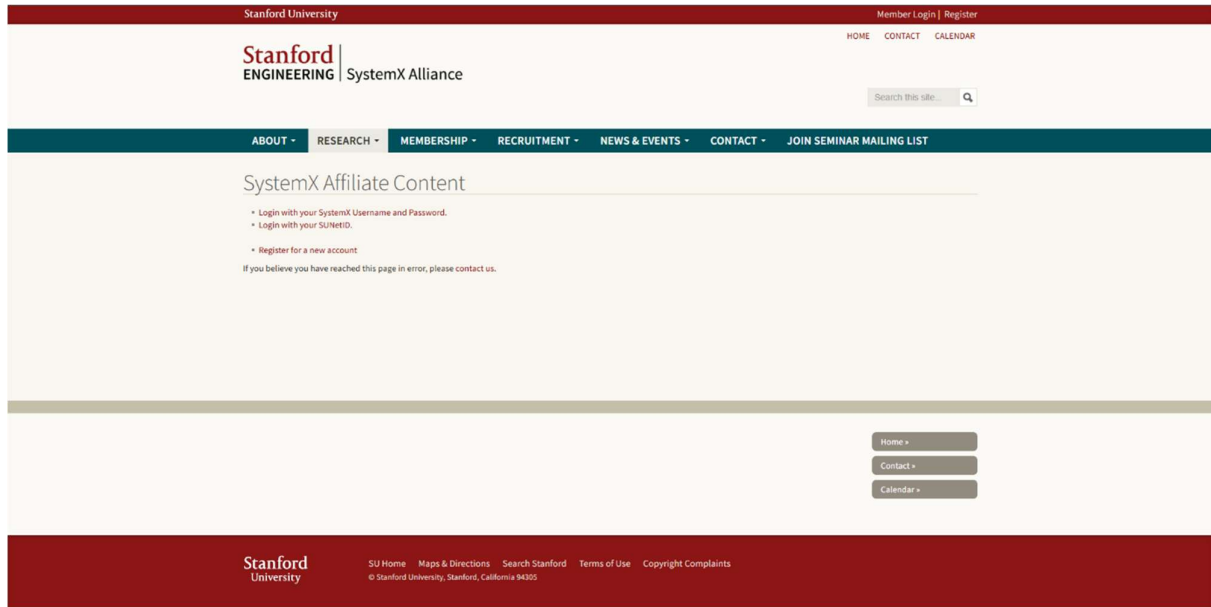 Stanford University
Member Login | Register
HOME CONTACT CALENDAR
Stanford
ENGINEERING
SystemX Alliance
Search this site...
ABOUT RESEARCH MEMBERSHIP RECRUITMENT NEWS & EVENTS CONTACT JOIN SEMINAR MAILING LIST
SystemX Affiliate Content
• Login with your SystemX Username and Password.
• Login with your SUNetID.
• Register for a new account
If you believe you have reached this page in error, please contact us.
Home »
Contact »
Calendar »
Stanford
University
SU Home Maps & Directions Search Stanford Terms of Use Copyright Complaints
© Stanford University, Stanford, California 94305